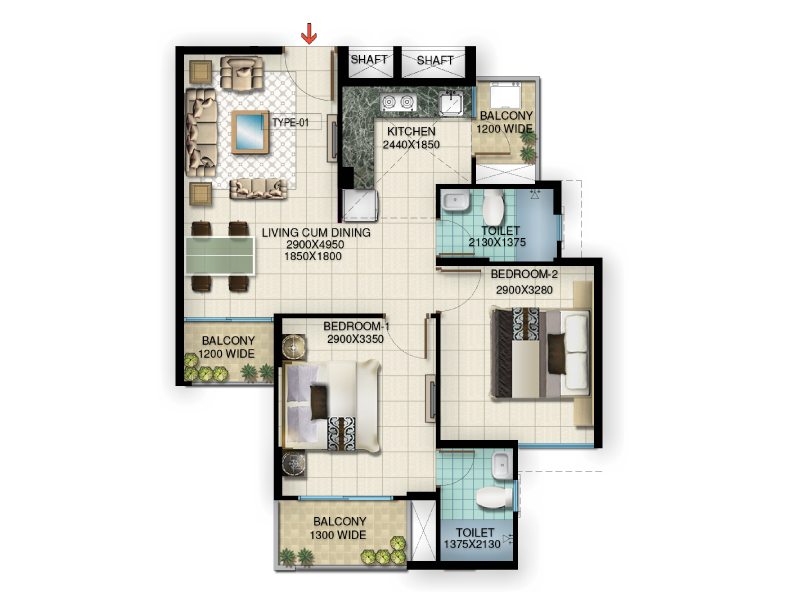 SHAFT
SHAFT
TYPE-01
KITCHEN
2440X1850
BALCONY
1200 WIDE
LIVING CUM DINING
2900X4950
1850X1800
TOILET
2130X1375
BEDROOM-2
2900X3280
BALCONY
1200 WIDE
BEDROOM-1
2900X3350
BALCONY
1300 WIDE
TOILET
1375X2130